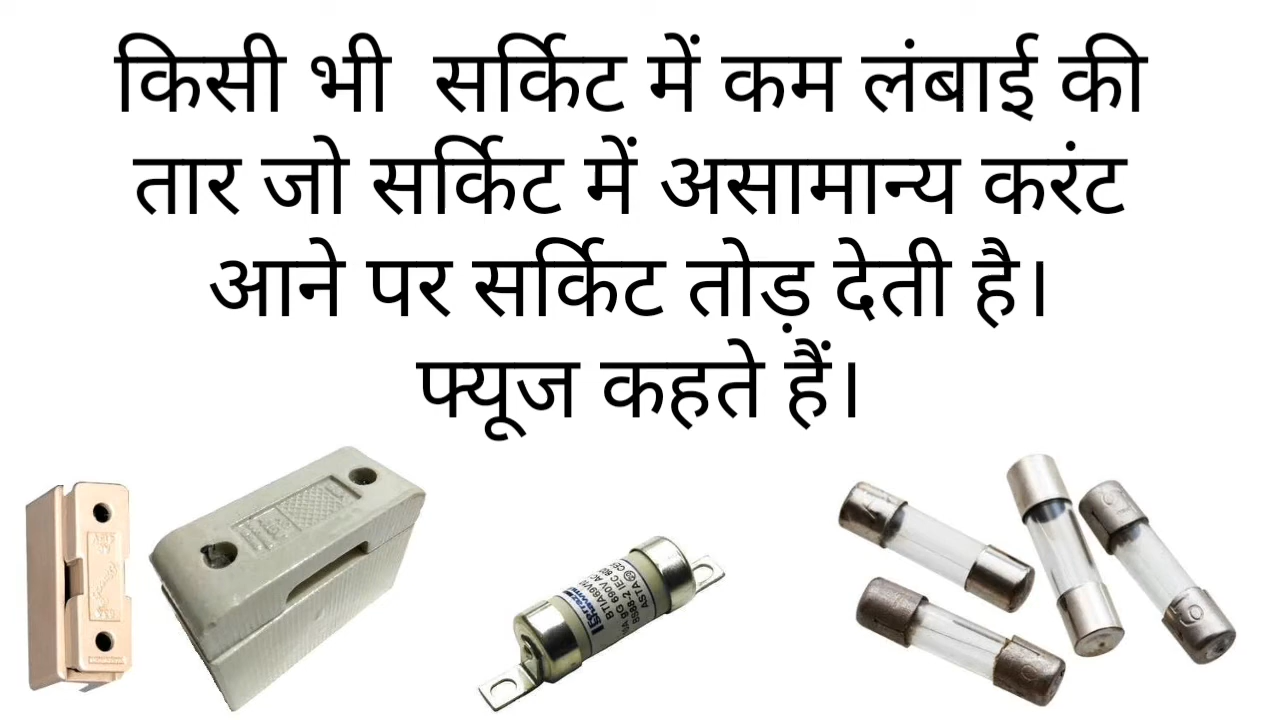 किसी भी सर्किट में कम लंबाई की
तार जो सर्किट में असामान्य करंट
आने पर सर्किट तोड़ देती है।
फ्यूज कहते हैं।